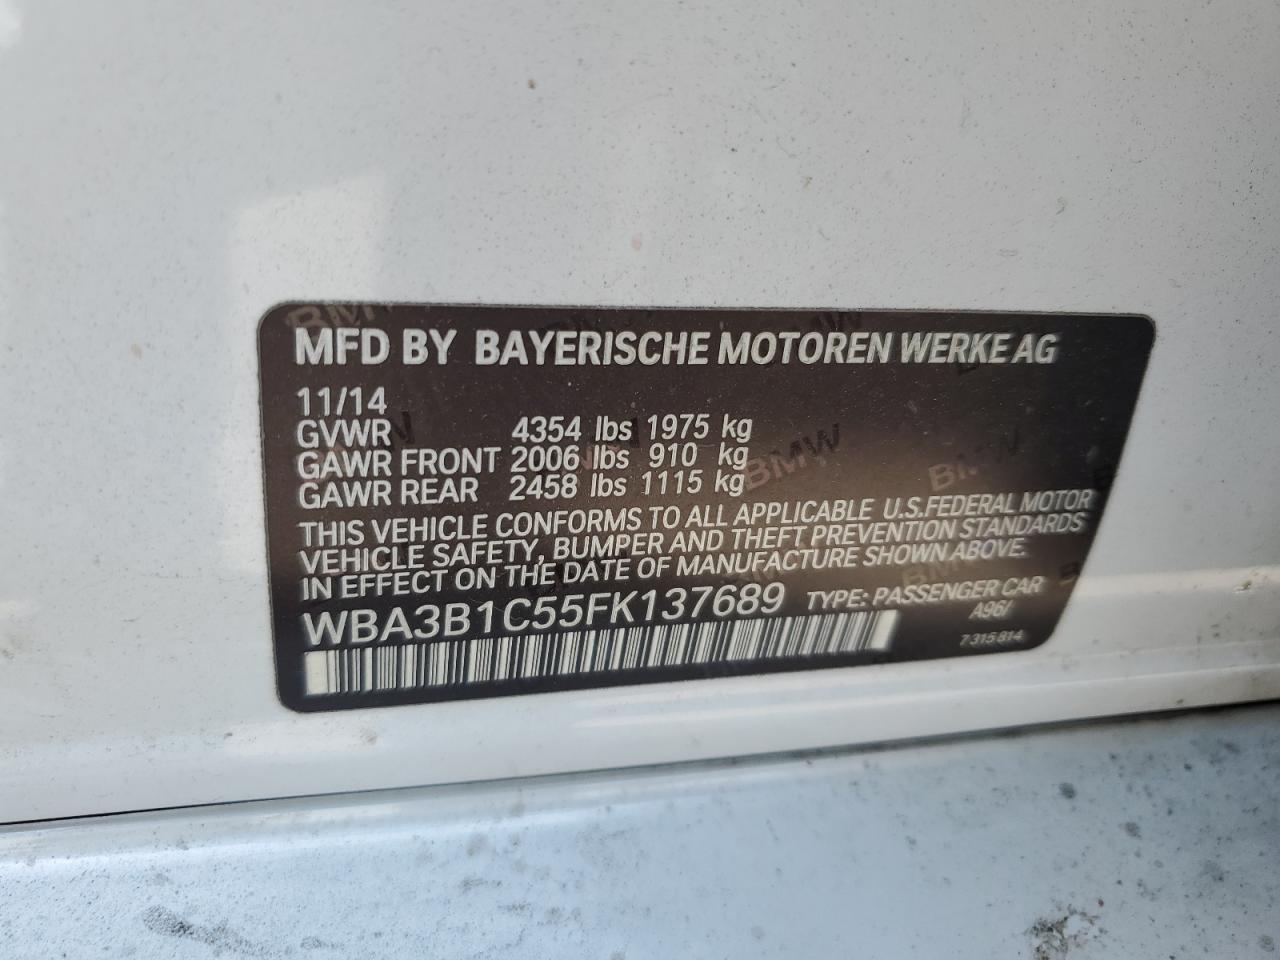 MFD BY BAYERISCHE MOTOREN WERKE AG
11/14
GVWR 4354 lbs 1975 kg
GAWR FRONT 2006 lbs 910 kg
GAWR REAR 2458 lbs 1115 kg
THIS VEHICLE CONFORMS TO ALL APPLICABLE U.S. FEDERAL MOTOR
VEHICLE SAFETY, BUMPER AND THEFT PREVENTION STANDARDS
IN EFFECT ON THE DATE OF MANUFACTURE SHOWN ABOVE.
WBA3B1C55FK137689 TYPE: PASSENGER CAR
A96/
7 315 814